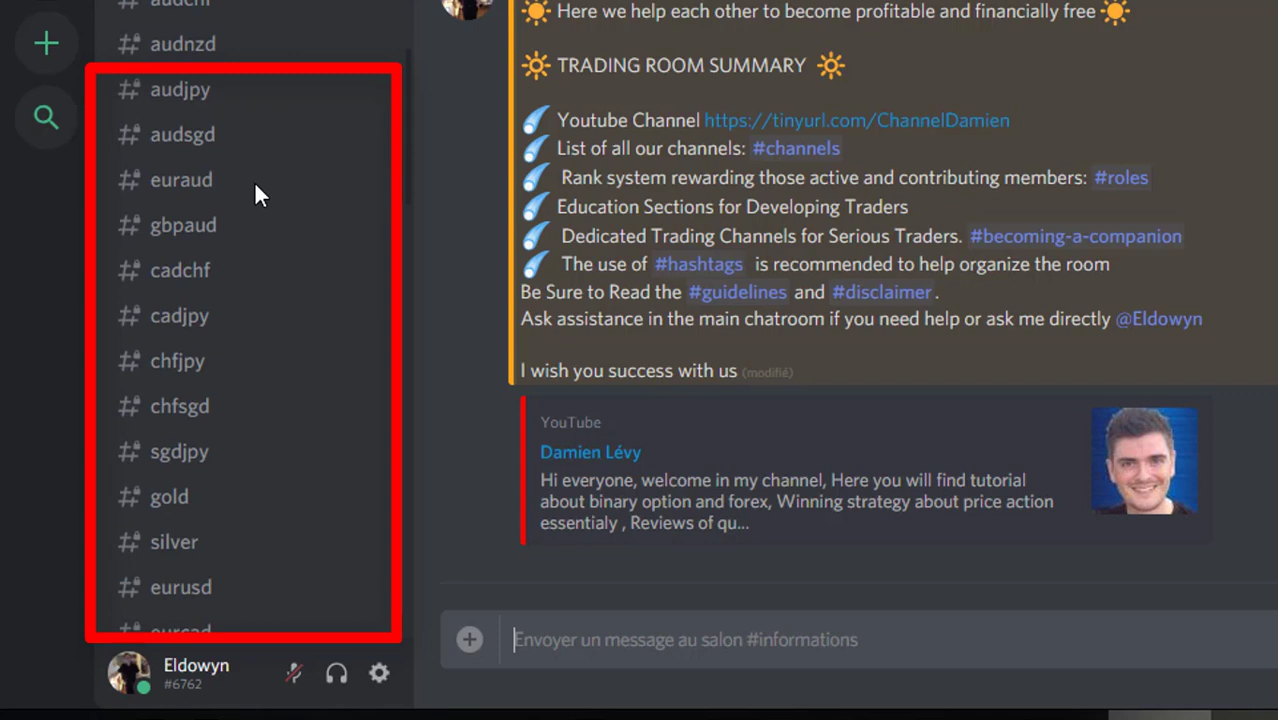 audchf
audnzd
audjpy
audsgd
euraud
gbpaud
cadchf
cadjpy
chfjpy
chfsgd
sgdjpy
gold
silver
eurusd
eurcad
Eldowyn
#6762
Here we help each other to become profitable and financially free
TRADING ROOM SUMMARY
Youtube Channel https://tinyurl.com/ChannelDamien
List of all our channels: #channels
Rank system rewarding those active and contributing members: #roles
Education Sections for Developing Traders
Dedicated Trading Channels for Serious Traders. #becoming-a-companion
The use of #hashtags is recommended to help organize the room
Be Sure to Read the #guidelines and #disclaimer.
Ask assistance in the main chatroom if you need help or ask me directly @Eldowyn
I wish you success with us (modifié)
YouTube
Damien Lévy
Hi everyone, welcome in my channel, Here you will find tutorial
about binary option and forex, Winning strategy about price action
essentialy , Reviews of qu...
Envoyer un message au salon #informations